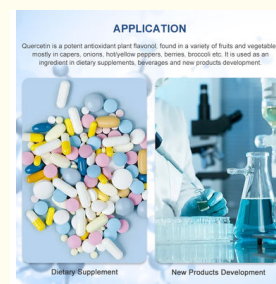 APPLICATION
Quercetin is a potent antioxidant plant flavonol, found in a variety of fruits and vegetable
mostly in capers, onions, hot/yellow peppers, berries, broccoli etc. It is used as an
ingredient in dietary supplements, beverages and new products development.
Dietary Supplement
New Products Development